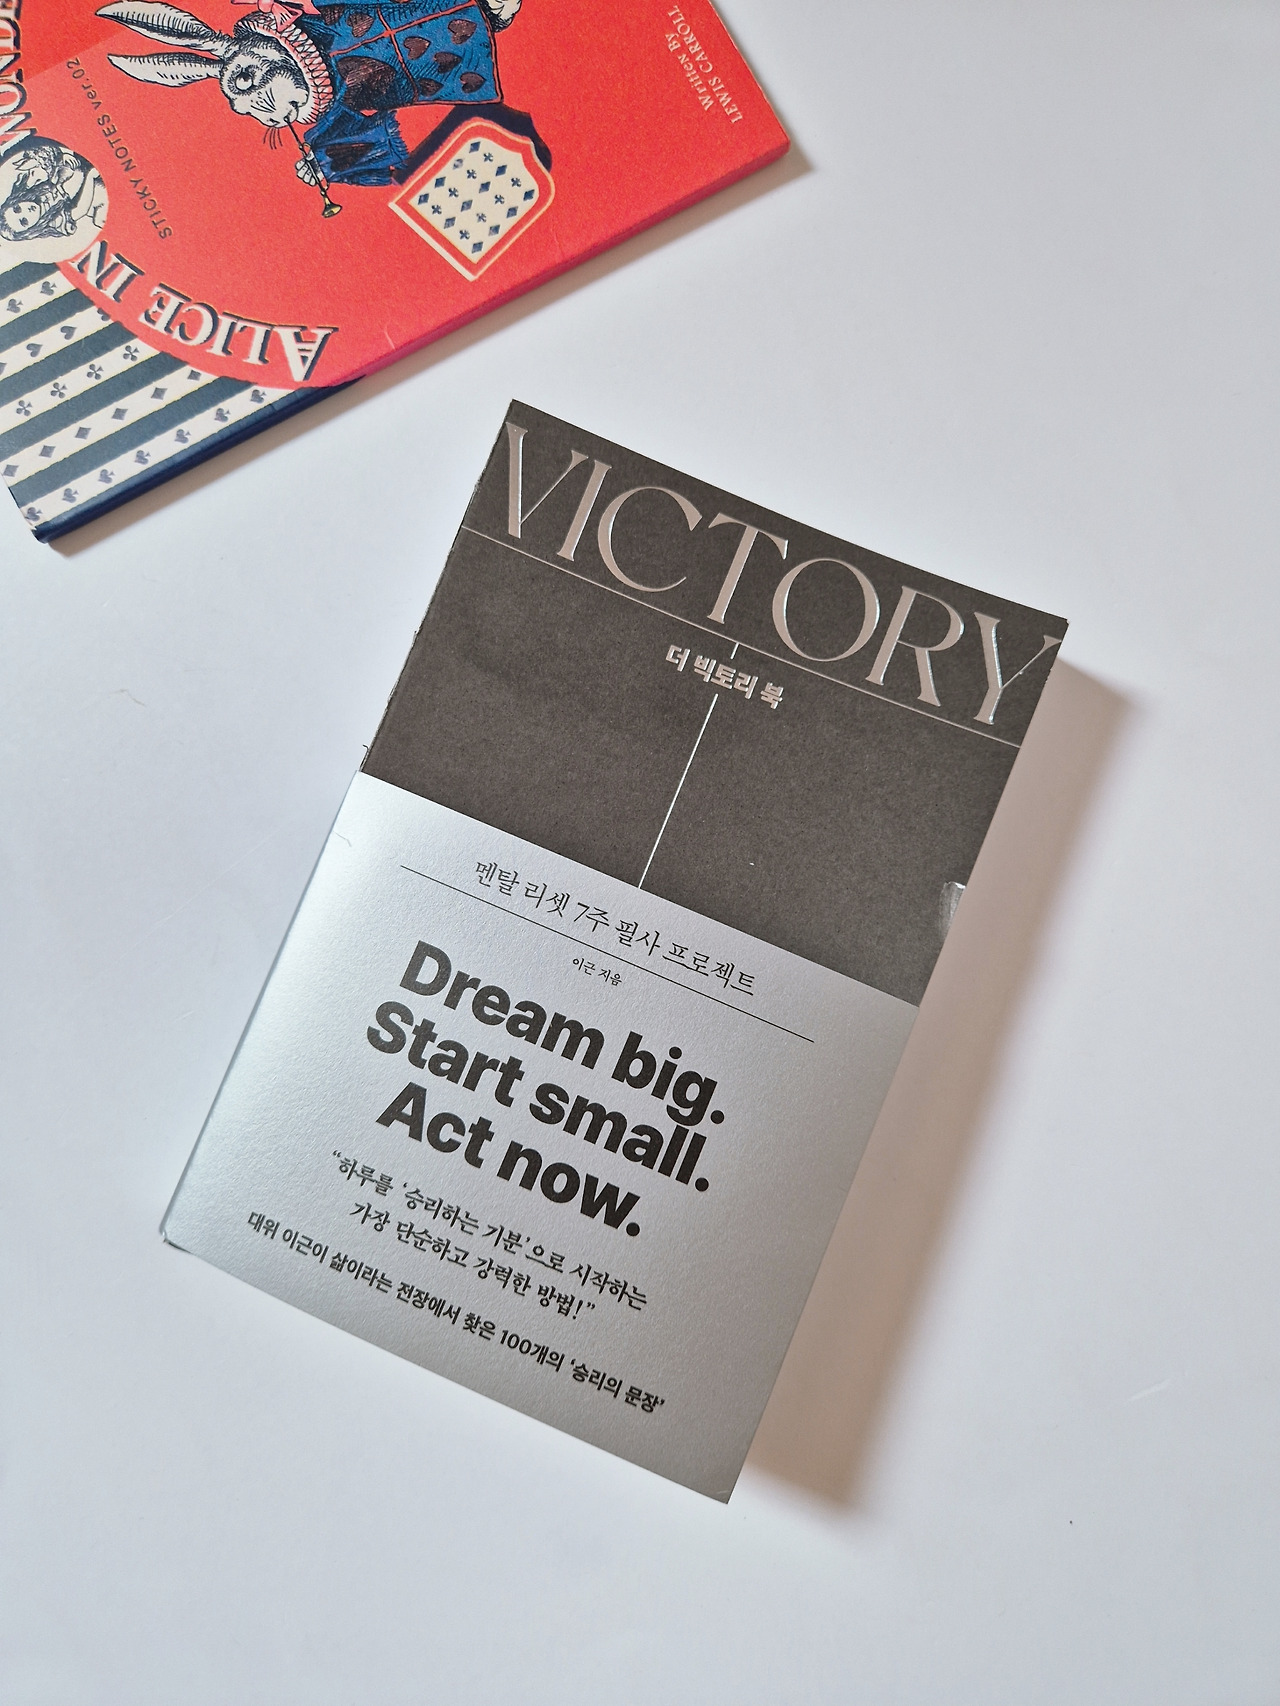 ALICE IN
STICKY NOTES ver.02
Written BY
LEWIS CARROLL
VICTORY
더 빅토리 북
멘탈 리셋 7주 필사 프로젝트
이근 지음
Dream big.
Start small.
Act now.
“하루를 ‘승리하는 기분’으로 시작하는
가장 단순하고 강력한 방법!”
대위 이근이 삶이라는 전장에서 찾은 100개의 ‘승리의 문장’